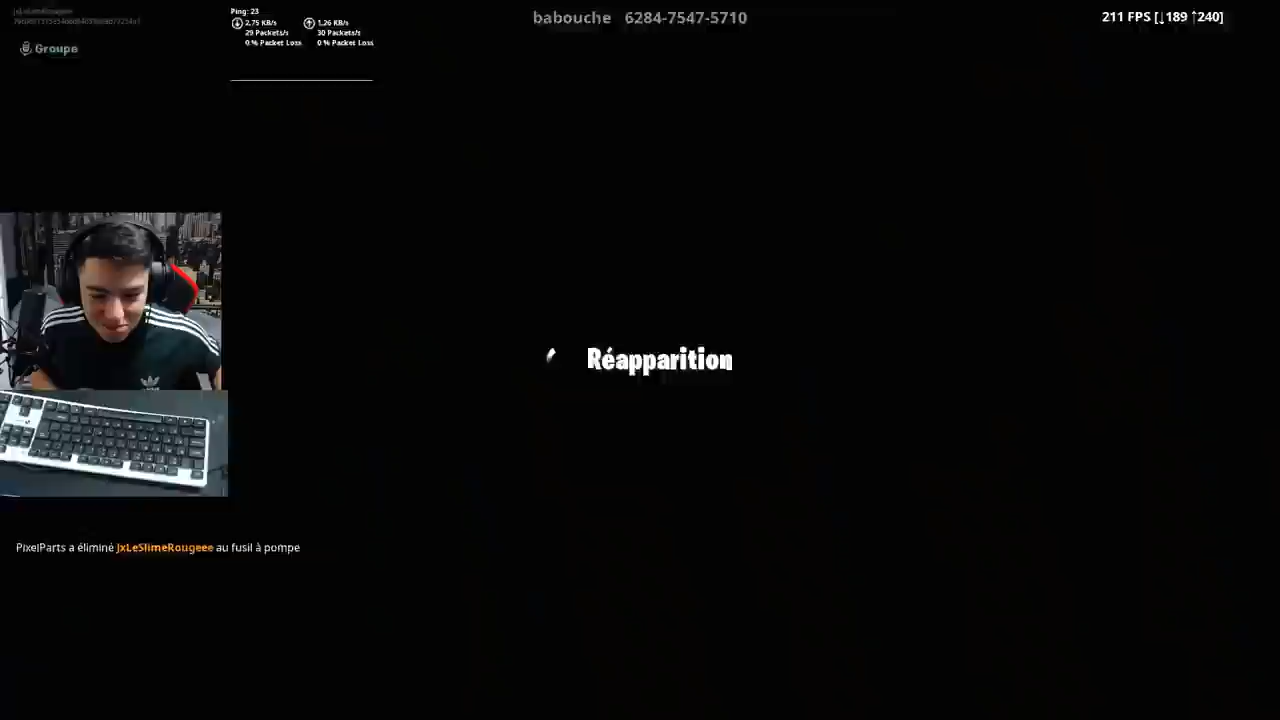 Ping: 23
babouche 6284-7547-5710
211 FPS [↓189 ↑240]
2,75 KB/s 1,26 KB/s
29 Packets/s 30 Packets/s
0 % Packet Loss 0 % Packet Loss
Groupe
Réapparition
PixelParts a éliminé JxLeSlimeRougeee au fusil à pompe